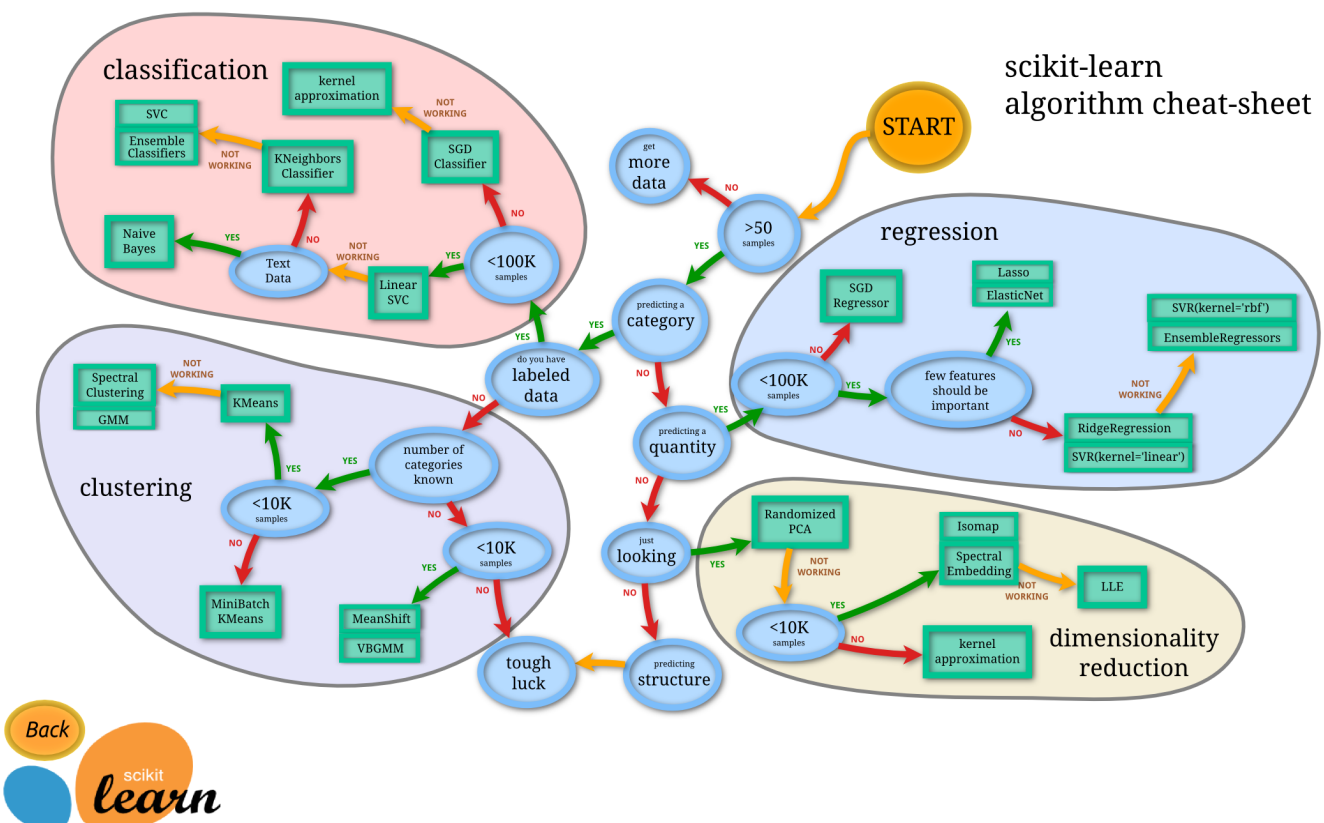 scikit-learn
algorithm cheat-sheet
START
classification
kernel
approximation
NOT
WORKING
SVC
Ensemble
Classifiers
NOT
WORKING
KNeighbors
Classifier
SGD
Classifier
NO
Naive
Bayes
YES
NO
Text
Data
NOT
WORKING
Linear
SVC
YES
<100K
samples
YES
get
more
data
NO
>50
samples
YES
predicting a
category
YES
NO
do you have
labeled
data
NO
predicting a
quantity
YES
NO
just
looking
YES
NO
predicting
structure
tough
luck
regression
SGD
Regressor
NO
Lasso
ElasticNet
YES
SVR(kernel='rbf')
EnsembleRegressors
<100K
samples
YES
few features
should be
important
NOT
WORKING
NO
RidgeRegression
SVR(kernel='linear')
clustering
Spectral
Clustering
GMM
NOT
WORKING
KMeans
YES
number of
categories
known
YES
NO
<10K
samples
NO
MiniBatch
KMeans
<10K
samples
YES
NO
MeanShift
VBGMM
Randomized
PCA
NOT
WORKING
Isomap
Spectral
Embedding
NOT
WORKING
LLE
<10K
samples
YES
NO
kernel
approximation
dimensionality
reduction
Back
scikit
learn